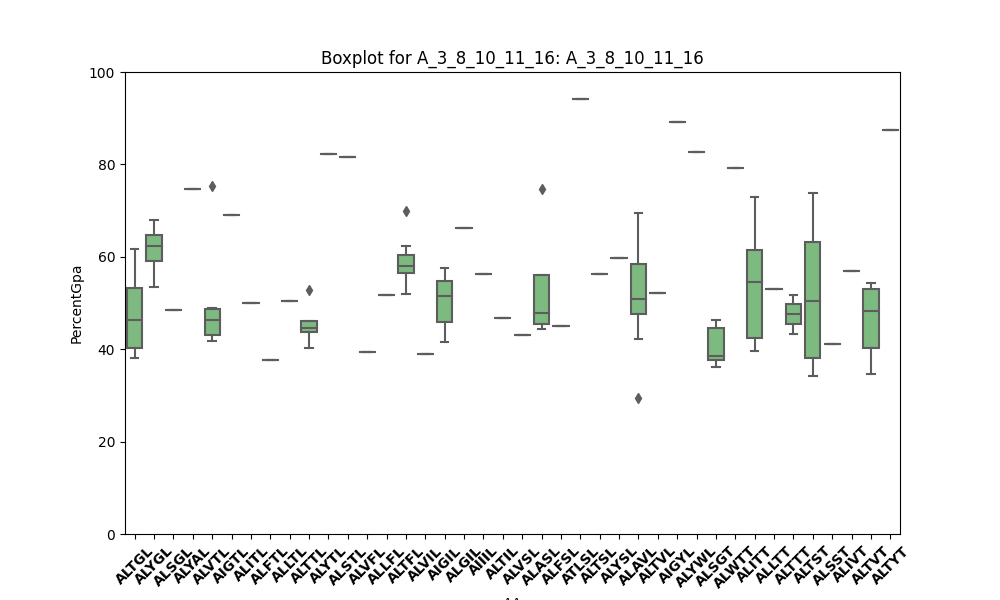 Boxplot for A_3_8_10_11_16: A_3_8_10_11_16
PercentGpa
100
80
60
40
20
0
ALTGL
ALYGL
ALSGL
ALYAL
ALVTL
AIGTL
ALITL
ALFTL
ALLTL
ALTTL
ALYTL
ALSTL
ALVFL
ALLFL
ALTFL
ALVIL
AIGIL
ALGIL
AIIIL
ALTIL
ALVSL
ALASL
ALFSL
ATLSL
ALTSL
ALYSL
ALAVL
ALTVL
AIGYL
ALYWL
ALSGT
ALWTT
ALITT
ALLTT
ALTTT
ALTST
ALSST
ALIVT
ALTVT
ALTYT